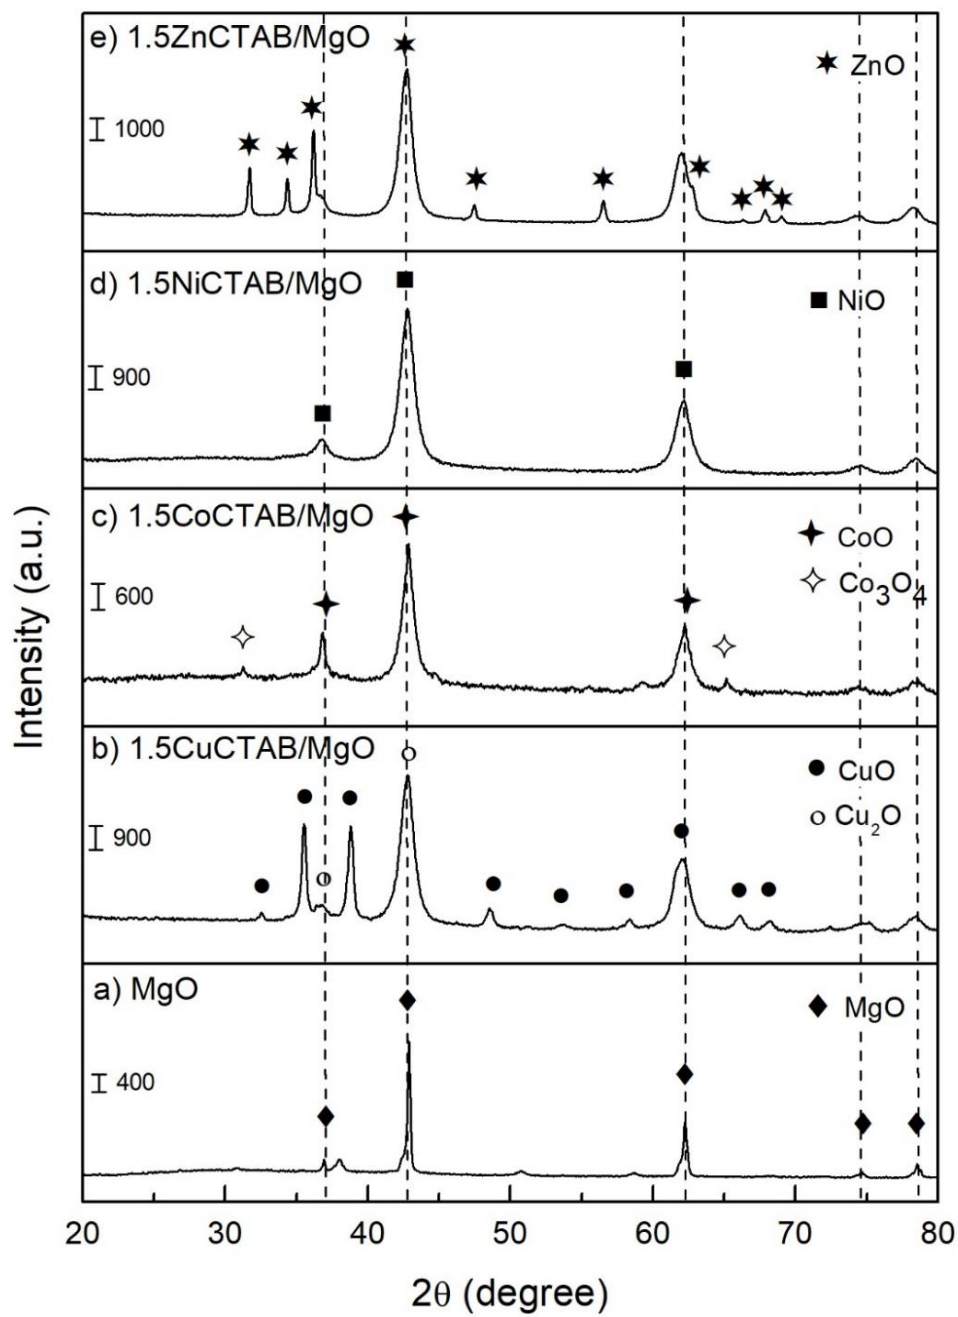 e) 1.5ZnCTAB/MgO
ZnO
1000
d) 1.5NiCTAB/MgO
NiO
900
c) 1.5CoCTAB/MgO
CoO
Co3O4
600
b) 1.5CuCTAB/MgO
CuO
Cu2O
900
a) MgO
MgO
400
Intensity (a.u.)
20 30 40 50 60 70 80
2θ (degree)